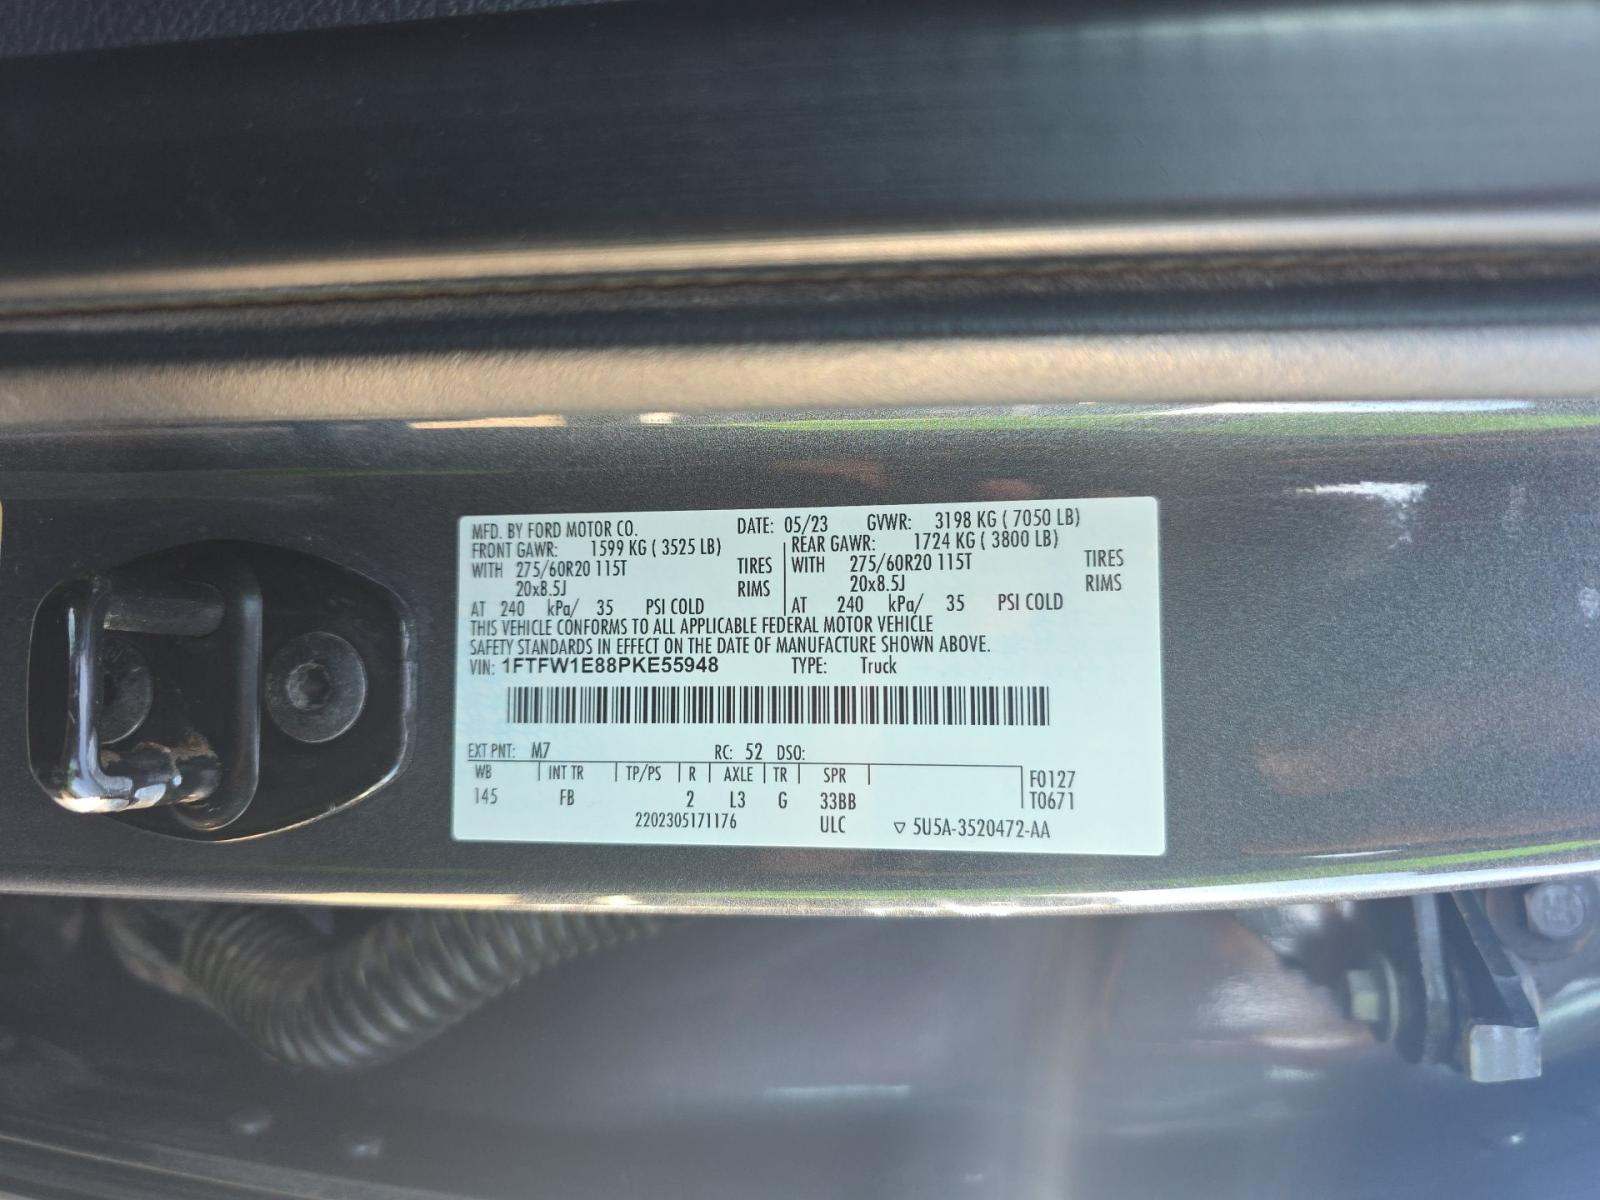 MFD. BY FORD MOTOR CO. DATE: 05/23 GVWR: 3198 KG ( 7050 LB)
FRONT GAWR: 1599 KG ( 3525 LB) REAR GAWR: 1724 KG ( 3800 LB)
WITH 275/60R20 115T TIRES WITH 275/60R20 115T TIRES
20x8.5J RIMS 20x8.5J RIMS
AT 240 kPa/ 35 PSI COLD AT 240 kPa/ 35 PSI COLD
THIS VEHICLE CONFORMS TO ALL APPLICABLE FEDERAL MOTOR VEHICLE
SAFETY STANDARDS IN EFFECT ON THE DATE OF MANUFACTURE SHOWN ABOVE.
VIN: 1FTFW1E88PKE55948 TYPE: Truck
EXT PNT: M7 RC: 52 DSO:
WB INT TR TP/PS R AXLE TR SPR F0127
145 FB 2 L3 G 33BB T0671
2202305171176 ULC ▽ 5U5A-3520472-AA